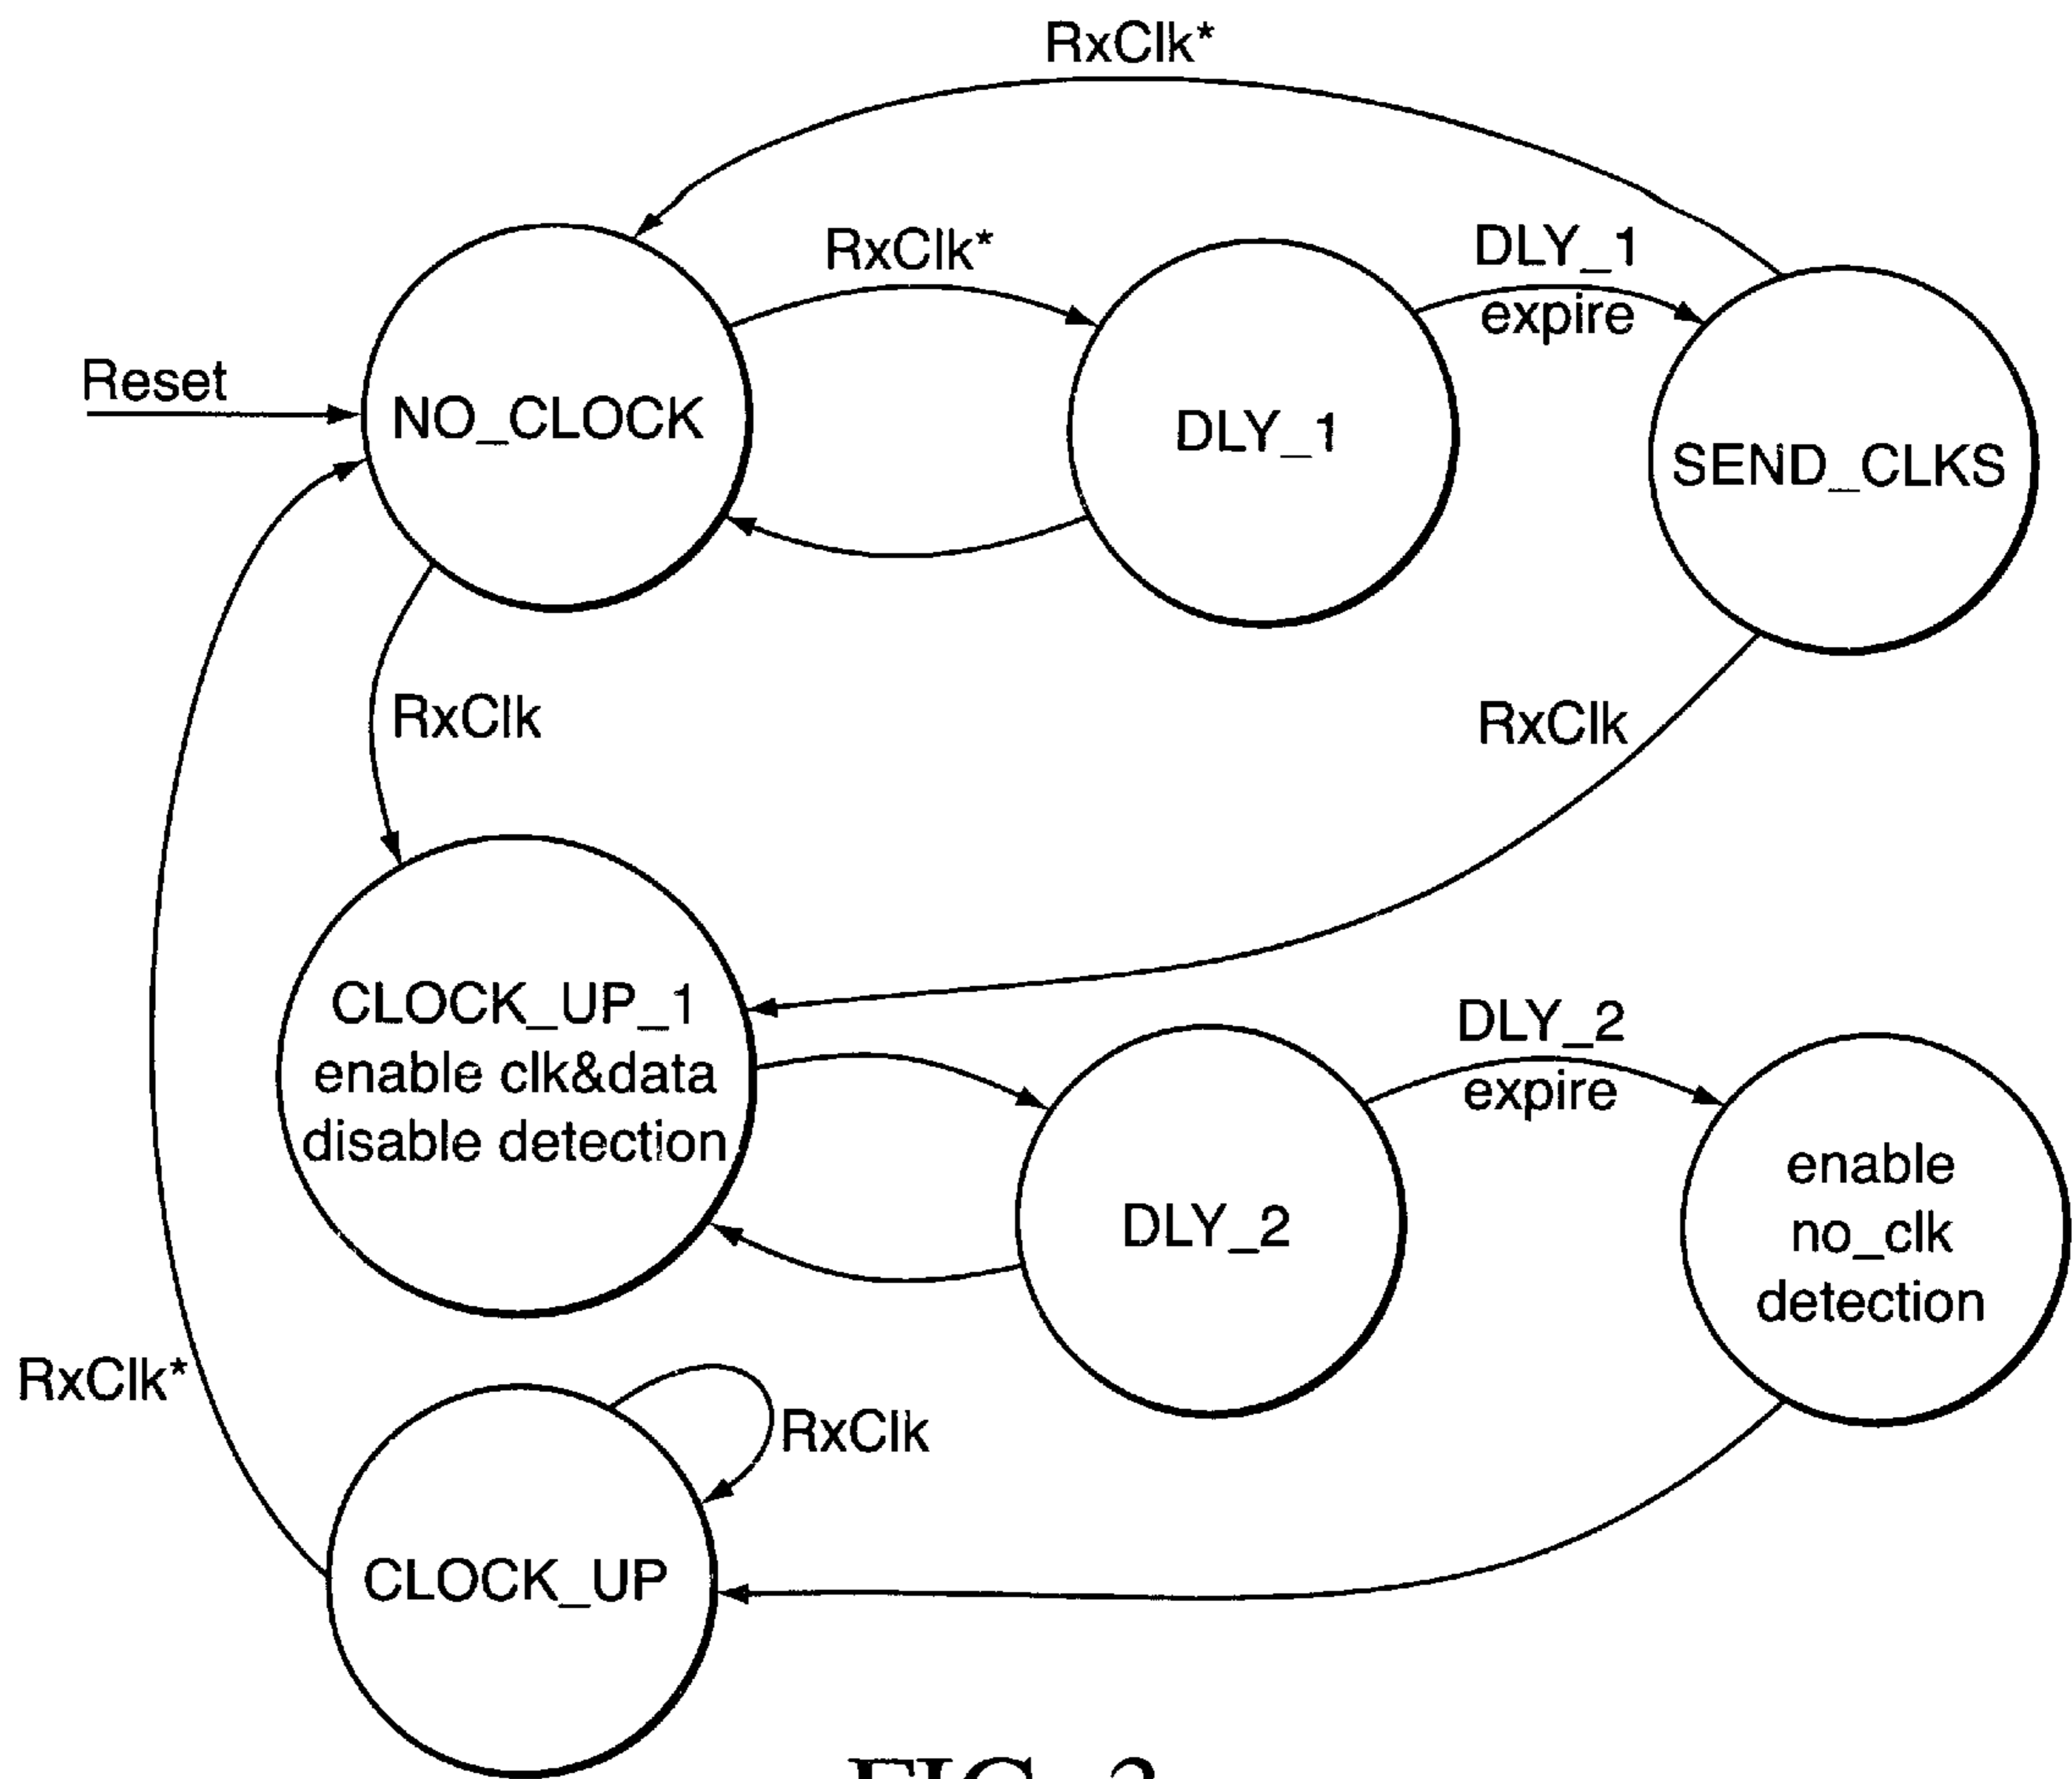 RxClk*
RxClk*
DLY_1
expire
Reset
NO_CLOCK
DLY_1
SEND_CLKS
RxClk
RxClk
CLOCK_UP_1
enable clk&data
disable detection
DLY_2
expire
DLY_2
enable
no_clk
detection
RxClk*
RxClk
CLOCK_UP